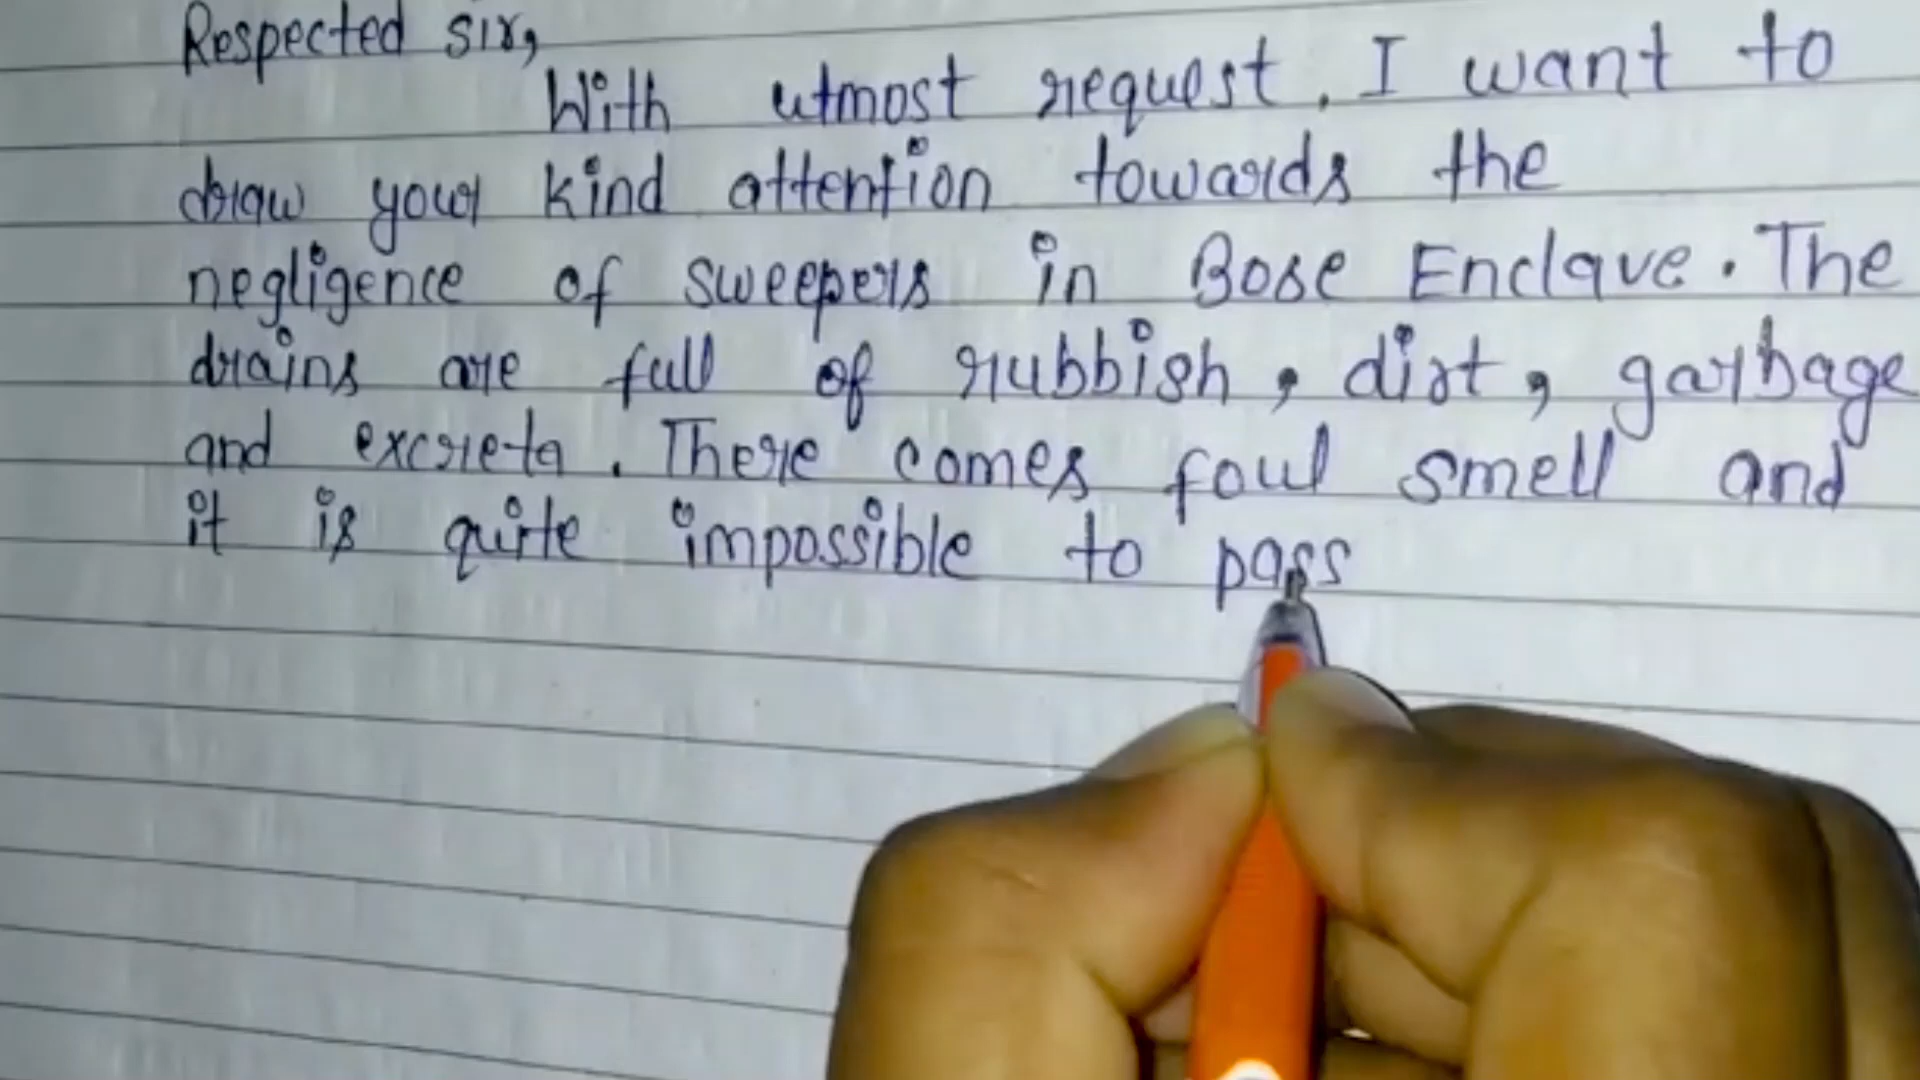 Respected sir,
With utmost request. I want to
draw your kind attention towards the
negligence of sweepers in Bose Enclave. The
drains are full of rubbish, dirt, garbage
and excreta. There comes foul smell and
it is quite impossible to pass